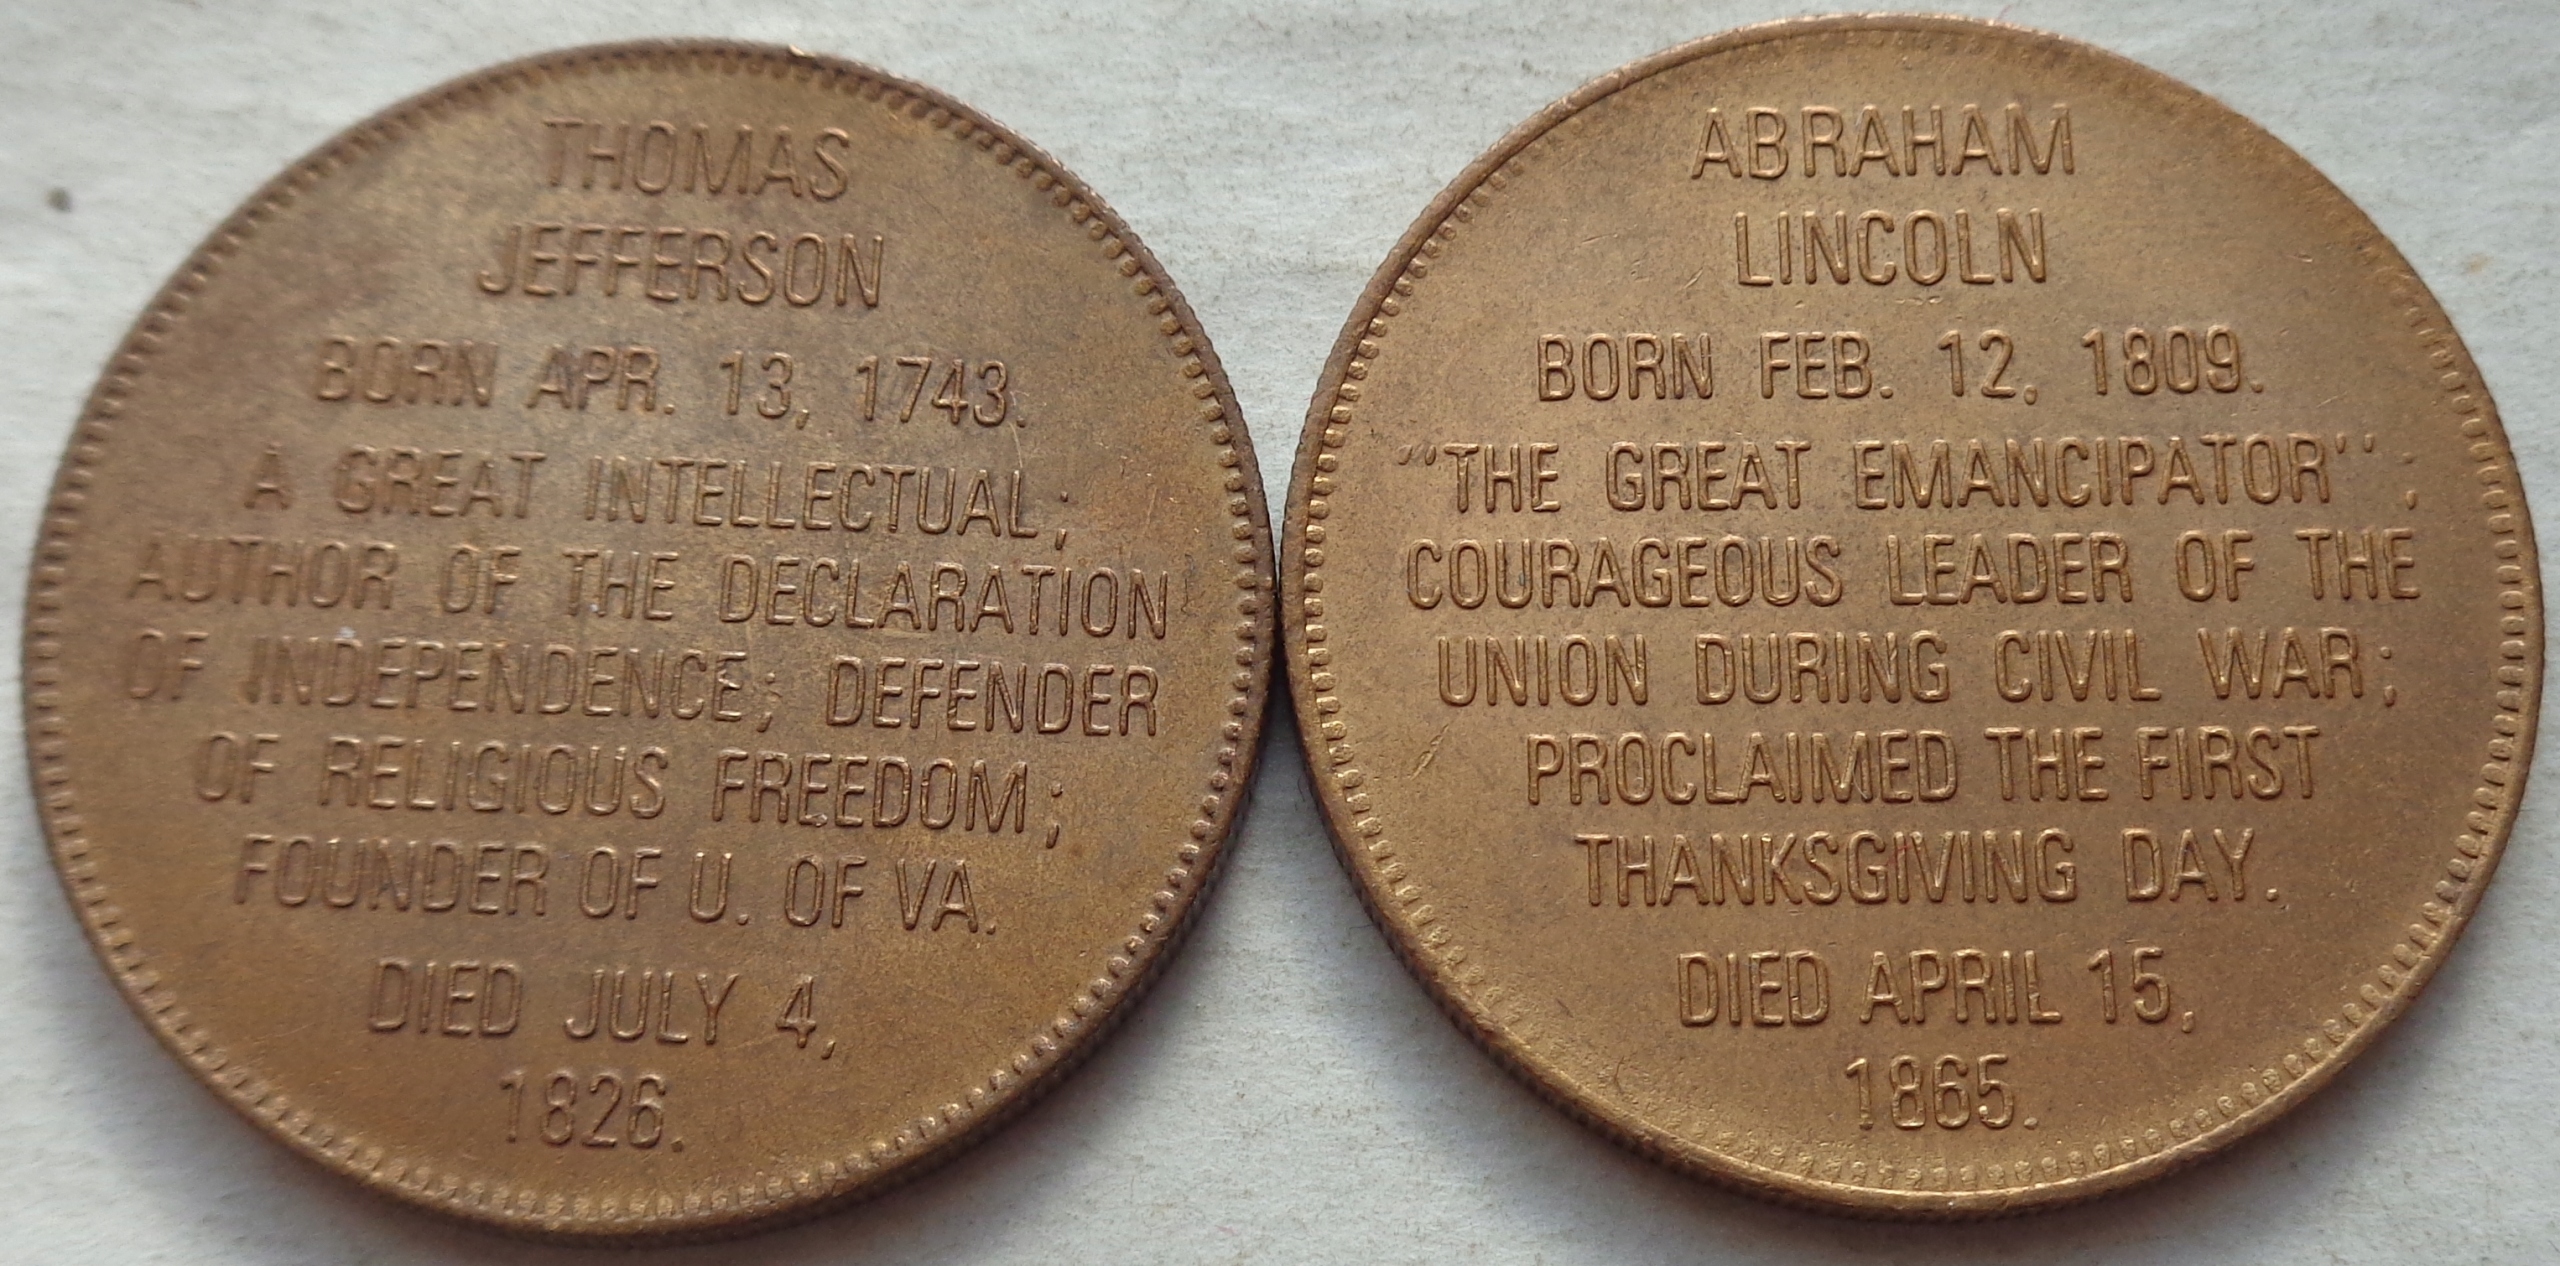 THOMAS
JEFFERSON
BORN APR. 13, 1743.
A GREAT INTELLECTUAL;
AUTHOR OF THE DECLARATION
OF INDEPENDENCE; DEFENDER
OF RELIGIOUS FREEDOM;
FOUNDER OF U. OF VA.
DIED JULY 4,
1826.
ABRAHAM
LINCOLN
BORN FEB. 12, 1809.
"THE GREAT EMANCIPATOR";
COURAGEOUS LEADER OF THE
UNION DURING CIVIL WAR;
PROCLAIMED THE FIRST
THANKSGIVING DAY.
DIED APRIL 15,
1865.